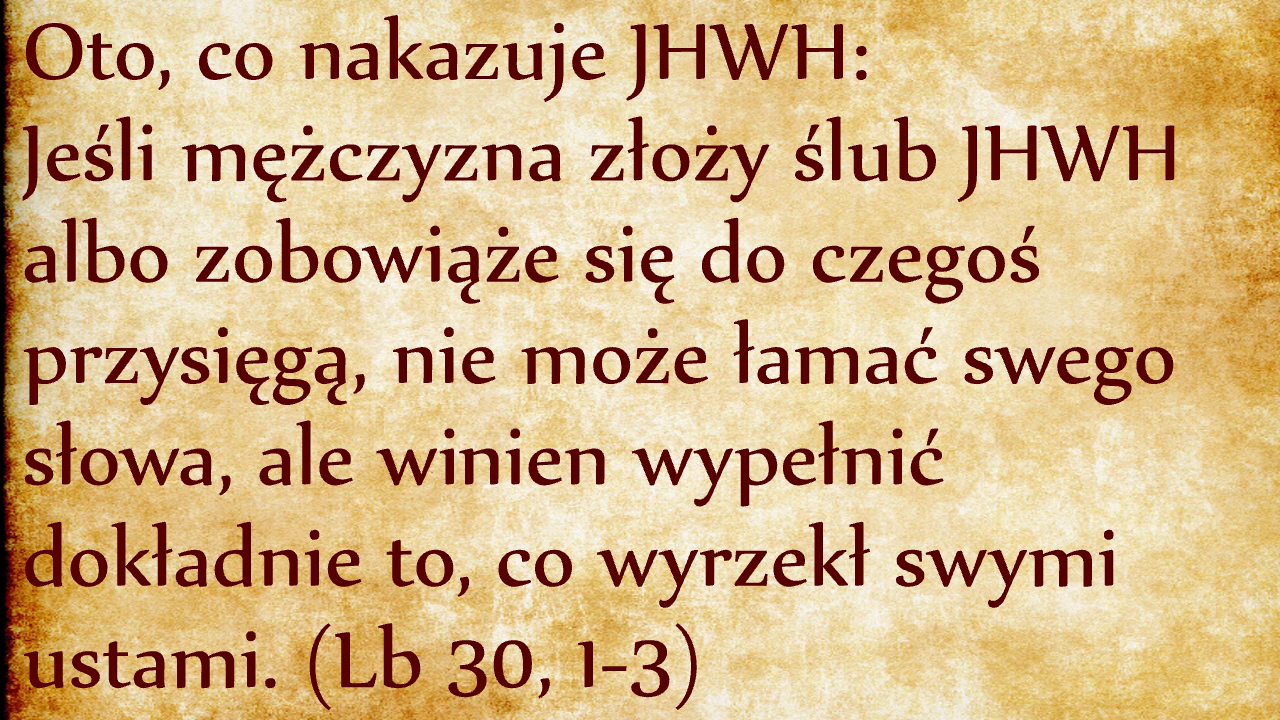 Oto, co nakazuje JHWH:
Jeśli mężczyzna złoży ślub JHWH
albo zobowiąże się do czegoś
przysięgą, nie może łamać swego
słowa, ale winien wypełnić
dokładnie to, co wyrzekł swymi
ustami. (Lb 30, 1-3)